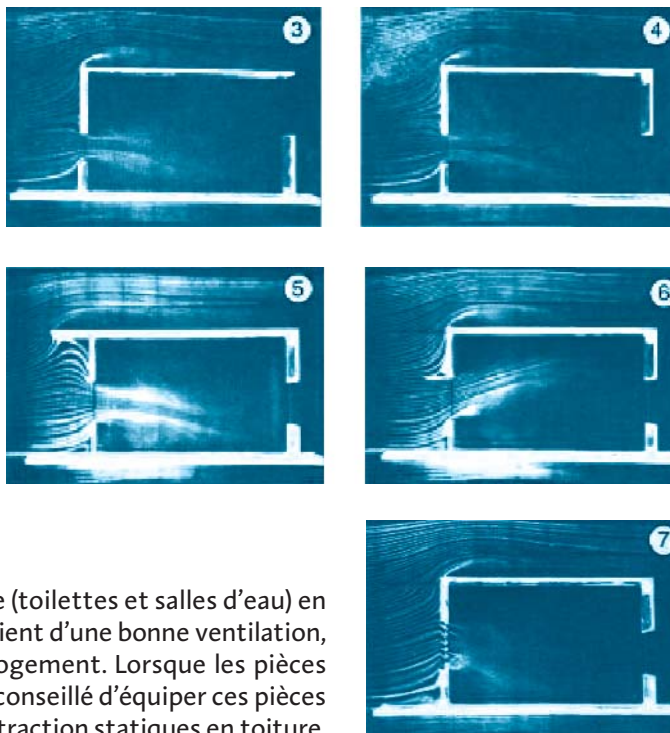 3
4
5
6
7
e (toilettes et salles d'eau) en
ient d'une bonne ventilation,
ogement. Lorsque les pièces
conseillé d'équiper ces pièces
traction statiques en toiture.